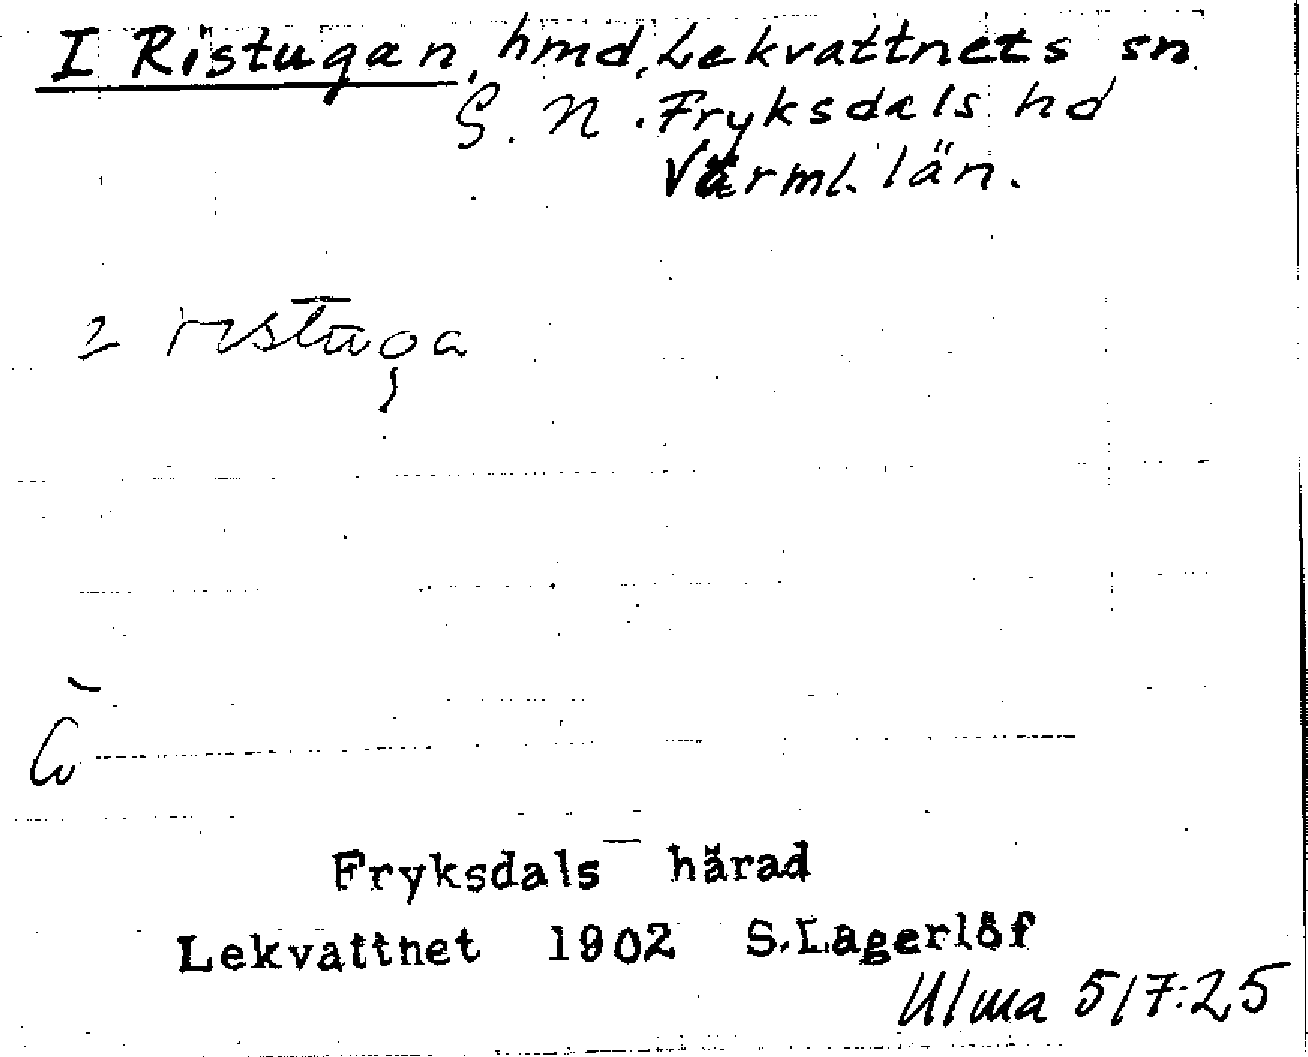 I Ristugan, hmd, Lekvattnets sn
S. N. Fryksdals hd
Värml. län.
ristuga
Fryksdals härad
Lekvattnet 1902 S.Lagerlöf
Ulma 517:25